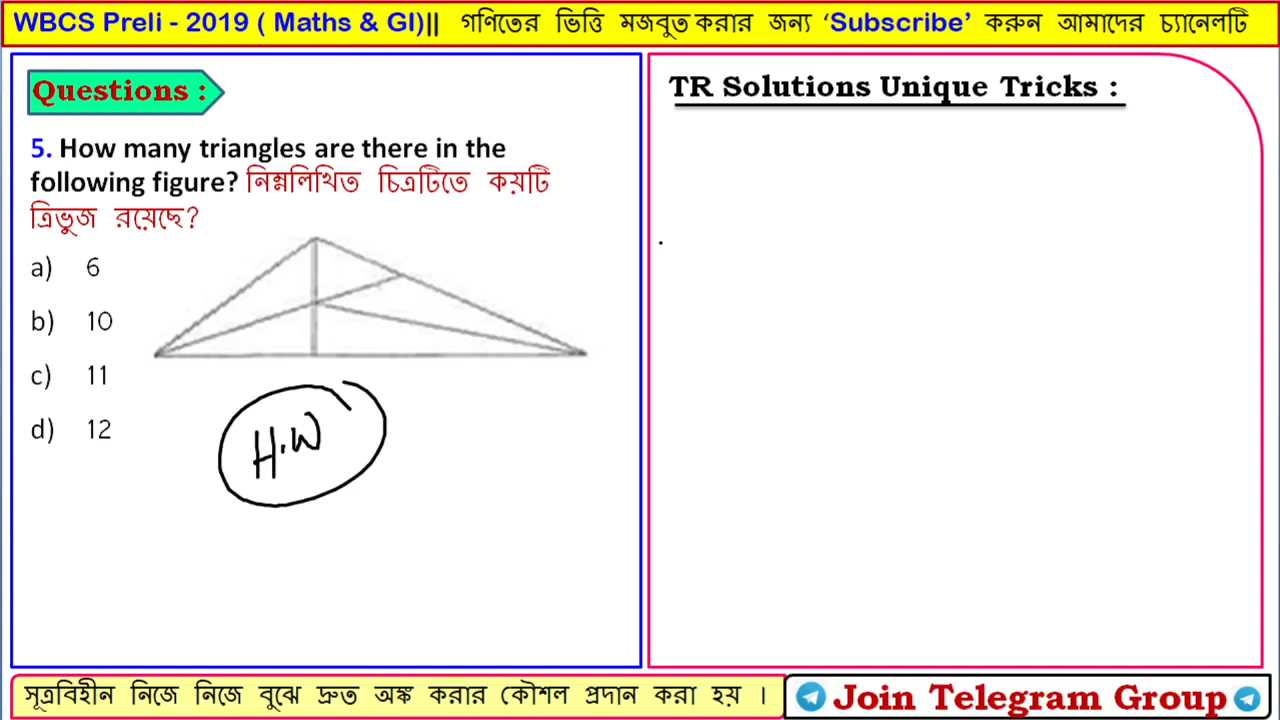 WBCS Preli - 2019 ( Maths & GI)|| গণিতের ভিত্তি মজবুত করার জন্য ‘Subscribe’ করুন আমাদের চ্যানেলটি
Questions :
5. How many triangles are there in the
following figure? নিম্নলিখিত চিত্রটিতে কয়টি
ত্রিভুজ রয়েছে?
a) 6
b) 10
c) 11
d) 12
H.W
TR Solutions Unique Tricks :
সূত্রবিহীন নিজে নিজে বুঝে দ্রুত অঙ্ক করার কৌশল প্রদান করা হয় ।
Join Telegram Group